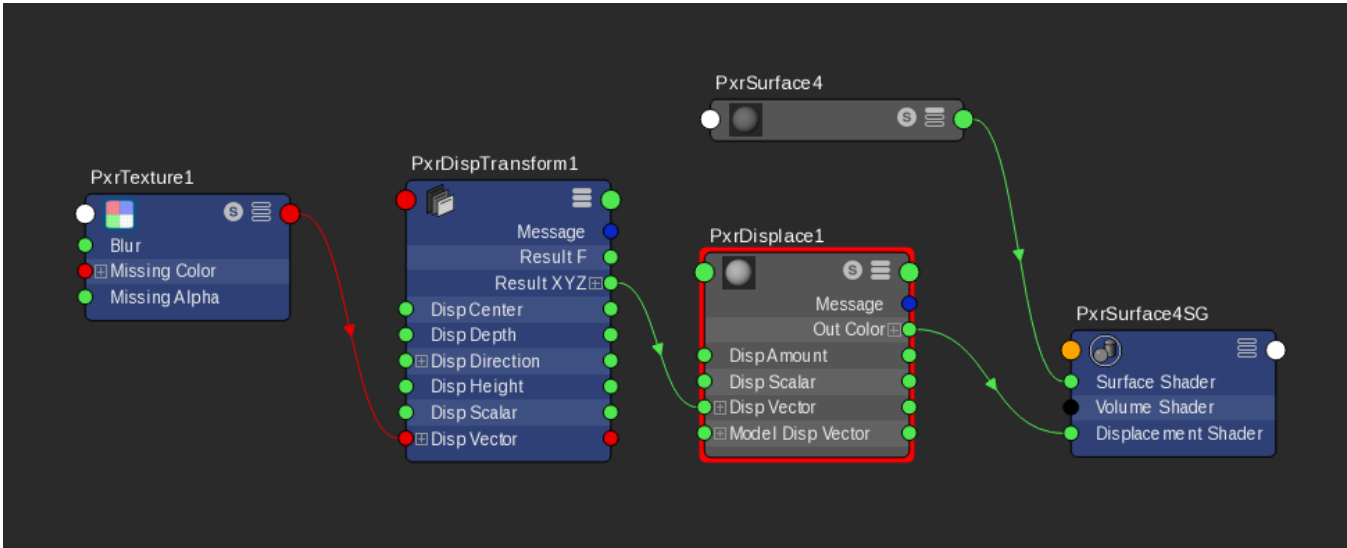 PxrTexture1
S
Blur
Missing Color
Missing Alpha
PxrDispTransform1
Message
Result F
Result XYZ
Disp Center
Disp Depth
Disp Direction
Disp Height
Disp Scalar
Disp Vector
PxrSurface4
S
PxrDisplace1
S
Message
Out Color
Disp Amount
Disp Scalar
Disp Vector
Model Disp Vector
PxrSurface4SG
Surface Shader
Volume Shader
Displacement Shader